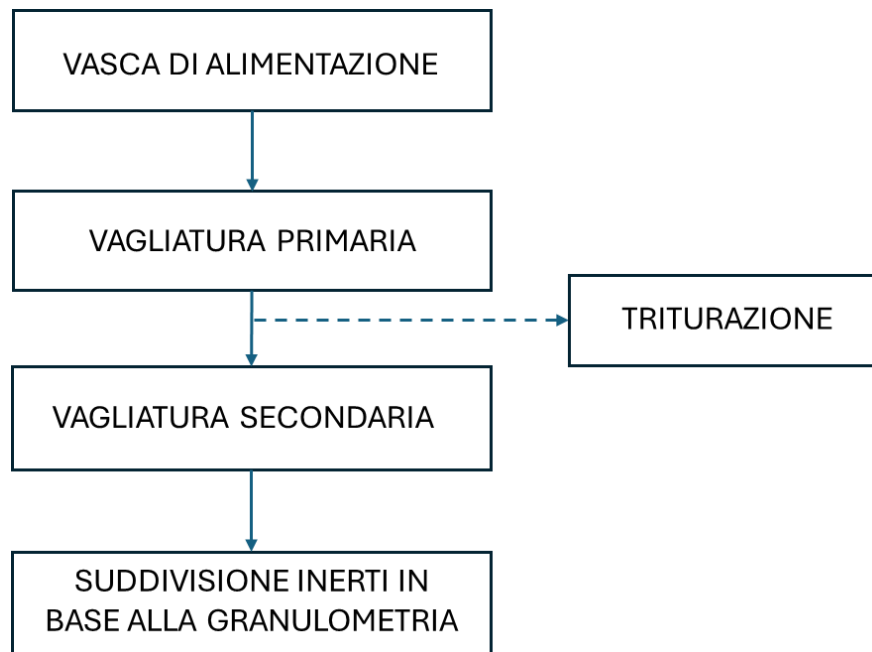 VASCA DI ALIMENTAZIONE
VAGLIATURA PRIMARIA
TRITURAZIONE
VAGLIATURA SECONDARIA
SUDDIVISIONE INERTI IN
BASE ALLA GRANULOMETRIA